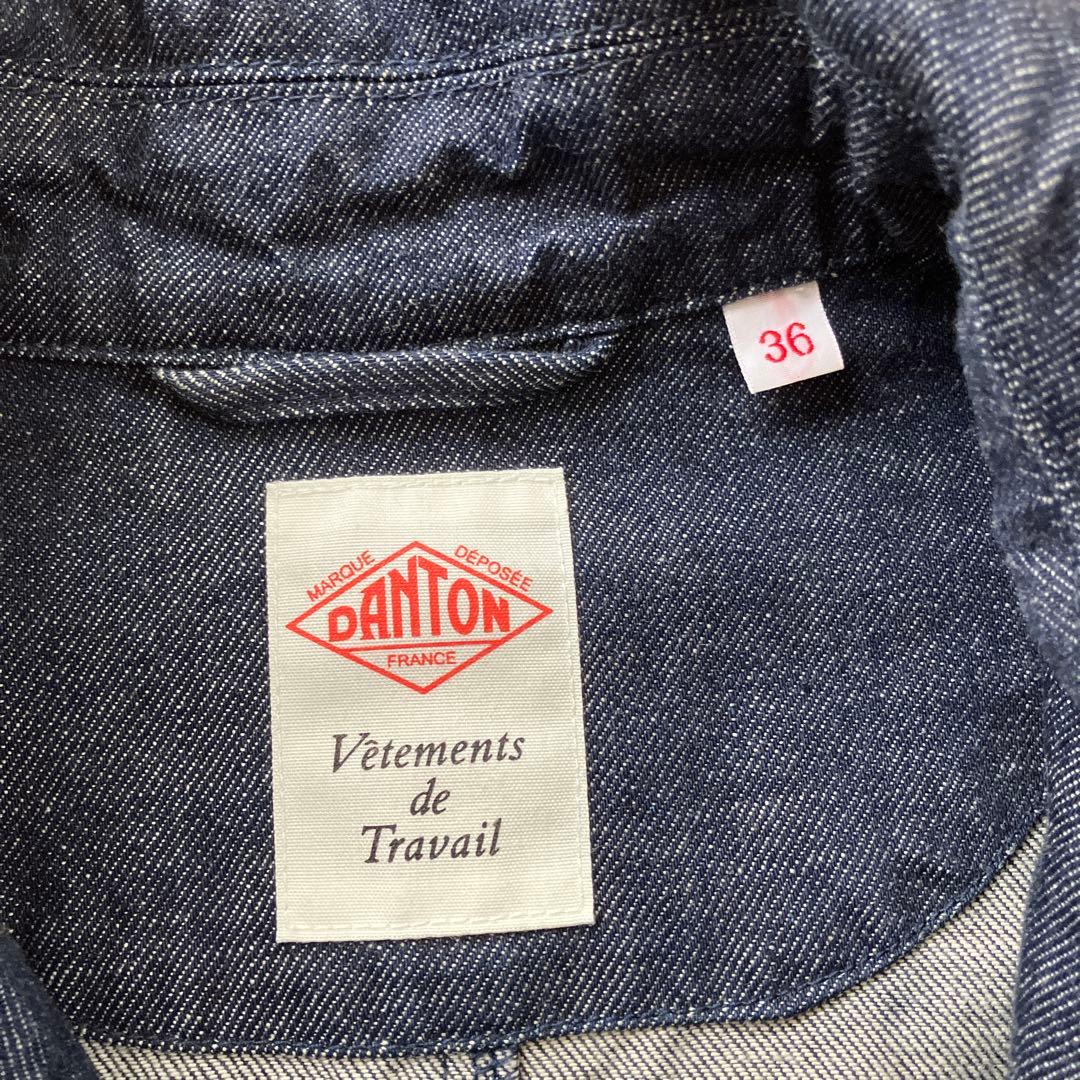 36
MARQUE DÉPOSÉE
DANTON
FRANCE
Vêtements
de
Travail